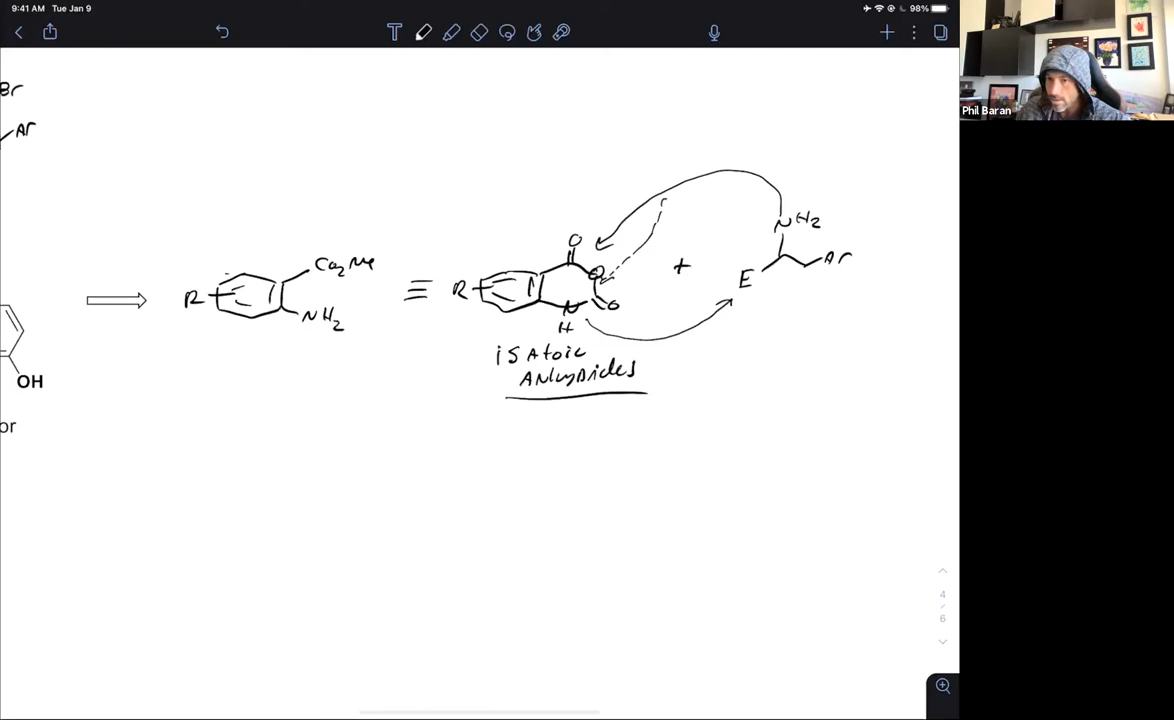 9:41 AM Tue Jan 9
98%
Phil Baran
Br
Ar
OH
or
R
CO2Me
NH2
≡
R
O
O
O
N
H
isAtoic
ANhydrides
+
NH2
E
Ar
4
/
6